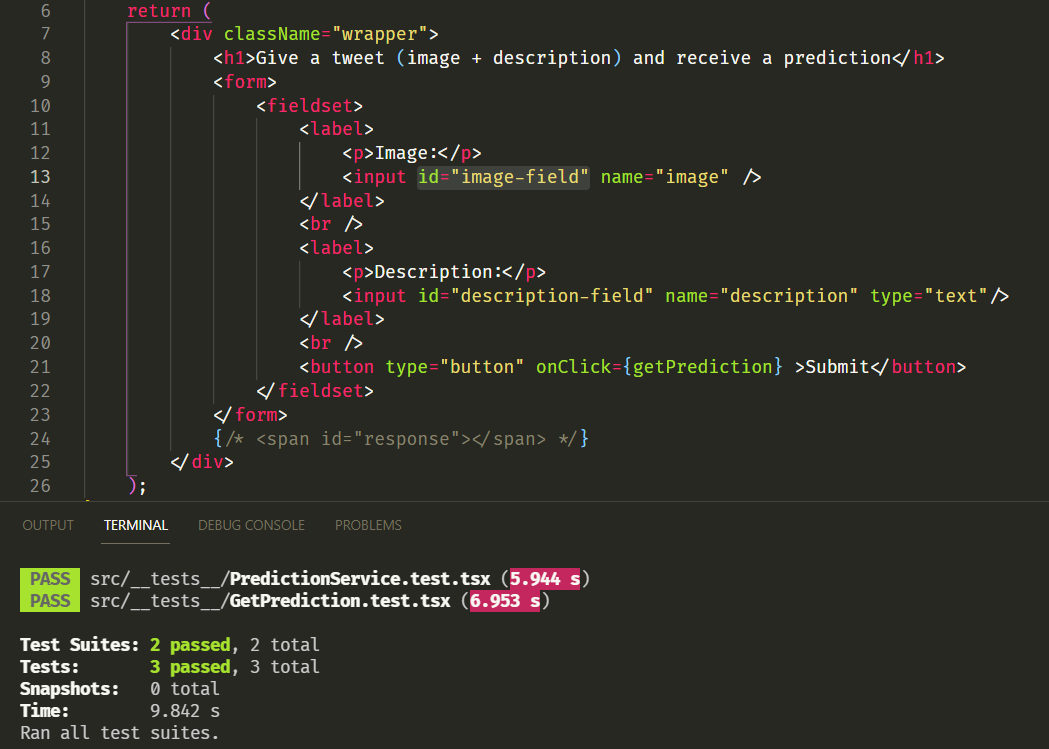 6 return (
7 <div className="wrapper">
8 <h1>Give a tweet (image + description) and receive a prediction</h1>
9 <form>
10 <fieldset>
11 <label>
12 <p>Image:</p>
13 <input id="image-field" name="image" />
14 </label>
15 <br />
16 <label>
17 <p>Description:</p>
18 <input id="description-field" name="description" type="text"/>
19 </label>
20 <br />
21 <button type="button" onClick={getPrediction} >Submit</button>
22 </fieldset>
23 </form>
24 {/* <span id="response"></span> */}
25 </div>
26 );
OUTPUT TERMINAL DEBUG CONSOLE PROBLEMS
PASS src/__tests__/PredictionService.test.tsx (5.944 s)
PASS src/__tests__/GetPrediction.test.tsx (6.953 s)
Test Suites: 2 passed, 2 total
Tests: 3 passed, 3 total
Snapshots: 0 total
Time: 9.842 s
Ran all test suites.